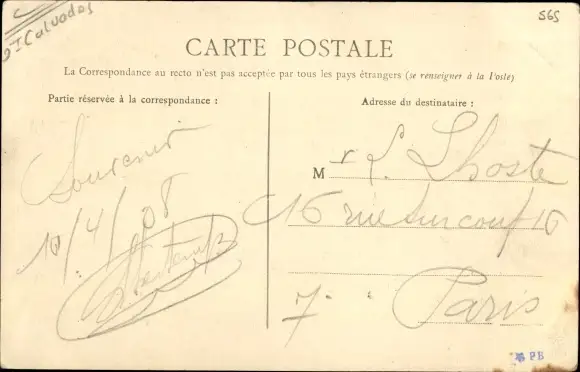 565
Calvados
CARTE POSTALE
La Correspondance au recto n'est pas acceptée par tous les pays étrangers (se renseigner à la Poste)
Partie réservée à la correspondance :
Souvenir
10/4/08
Adresse du destinataire :
Mr L. Lhoste
16 rue Surcouf 16
7e Paris
PB